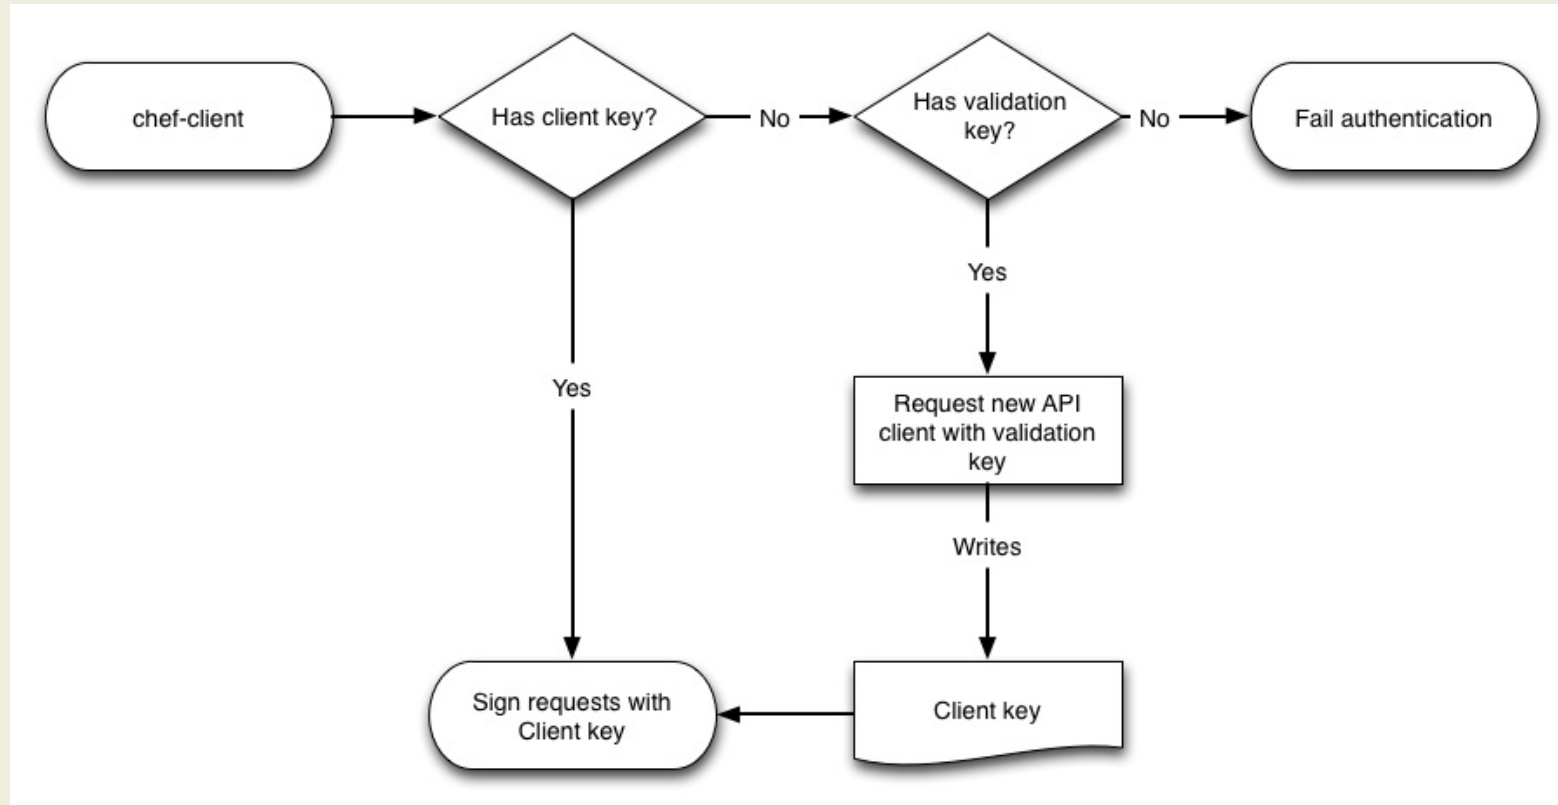 chef-client
Has client key?
No
Has validation
key?
No
Fail authentication
Yes
Yes
Request new API
client with validation
key
Writes
Sign requests with
Client key
Client key